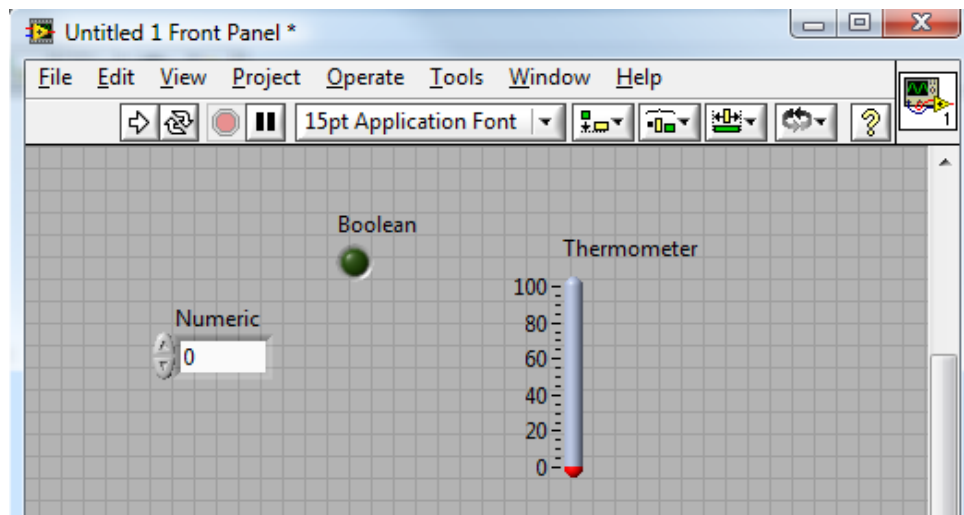 Untitled 1 Front Panel *
File Edit View Project Operate Tools Window Help
15pt Application Font
1
Boolean
Thermometer
100
80
60
40
20
0
Numeric
0